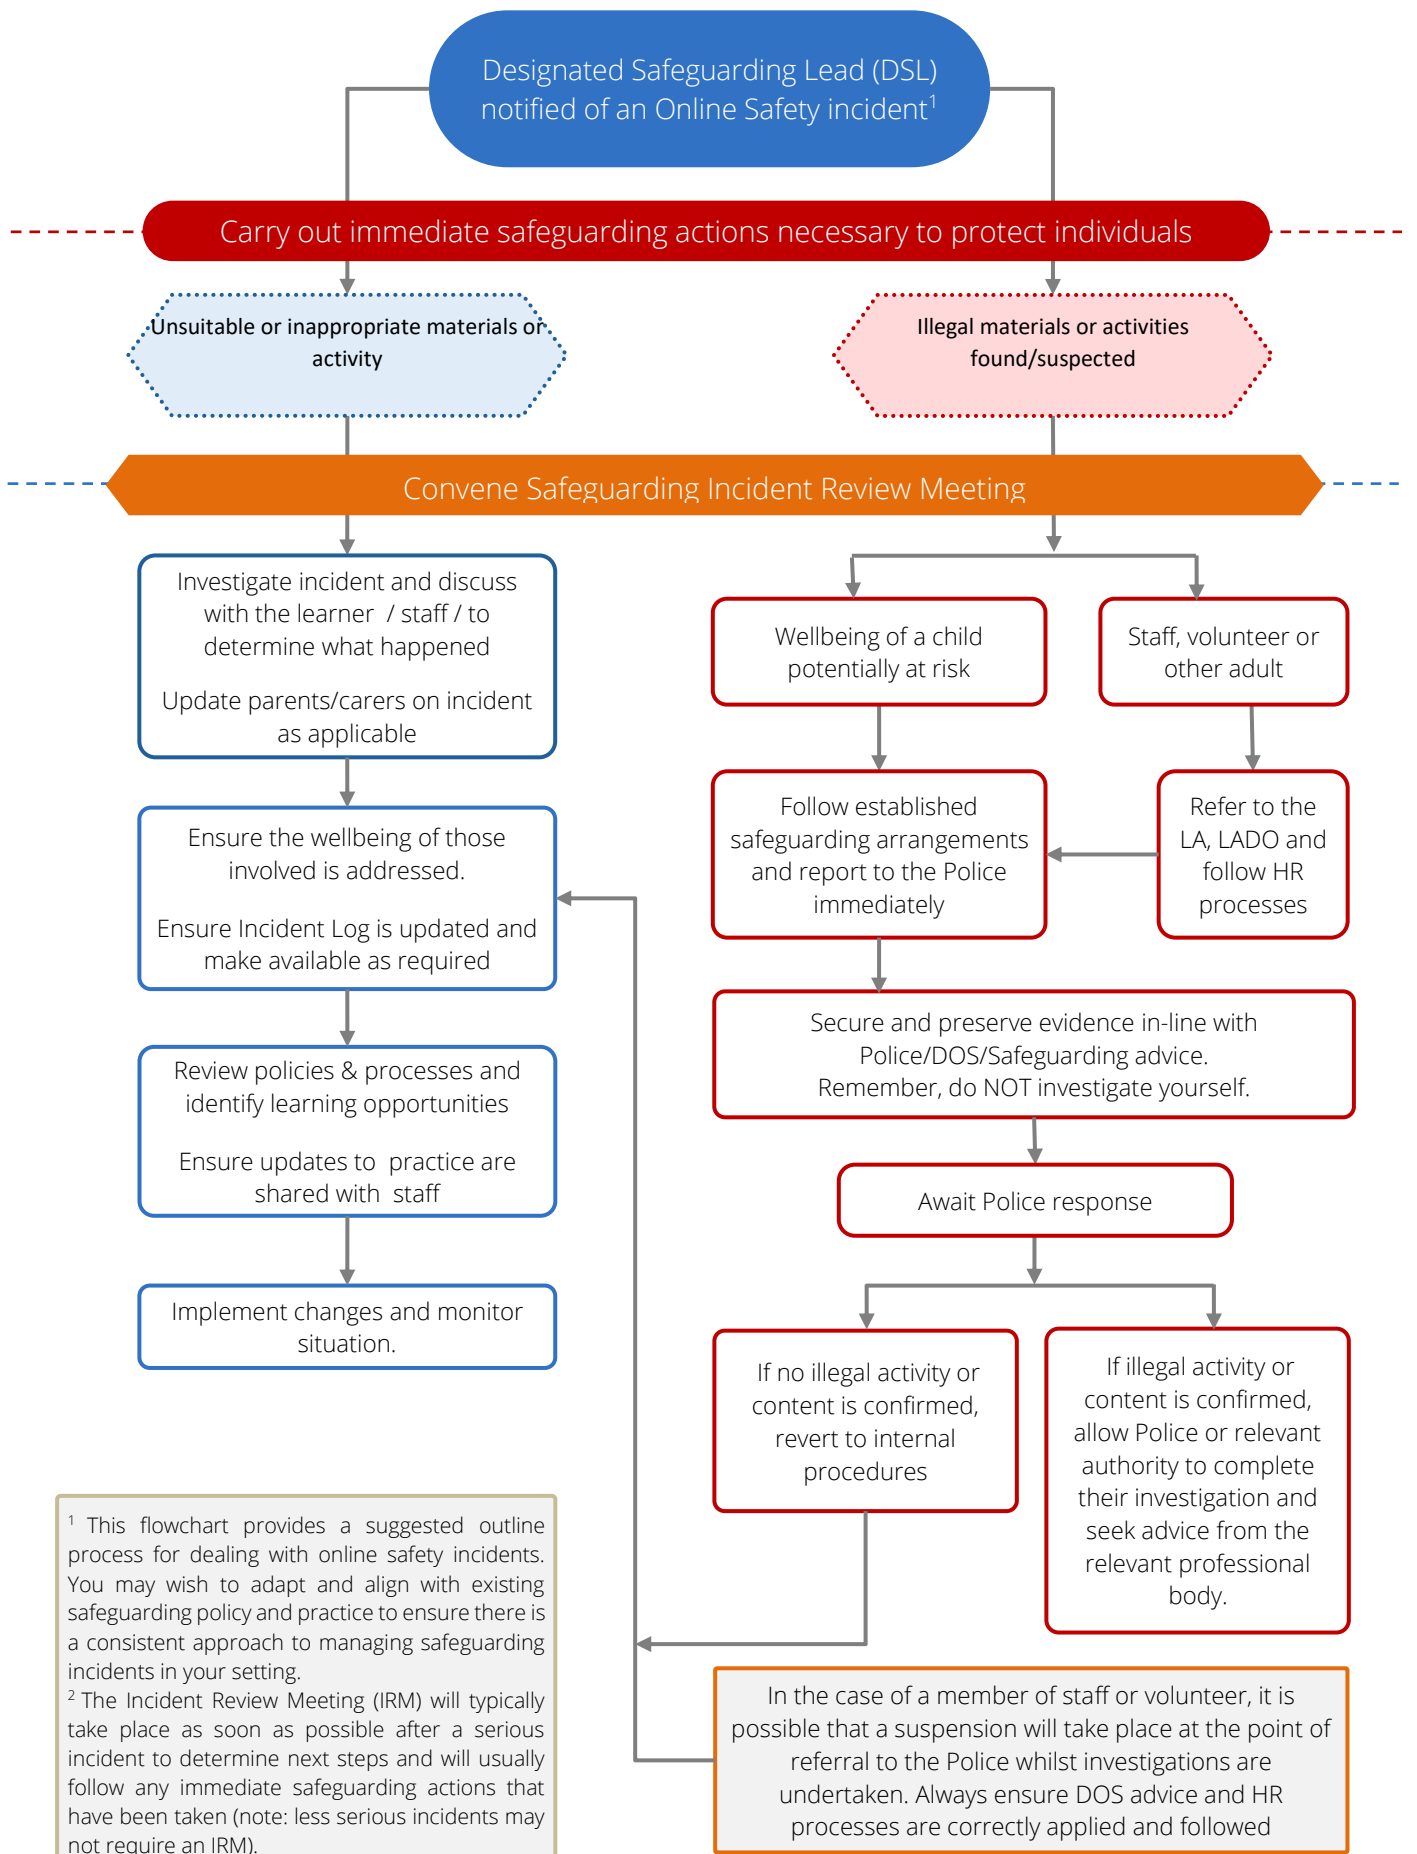 Designated Safeguarding Lead (DSL)
notified of an Online Safety incident¹
Carry out immediate safeguarding actions necessary to protect individuals
Unsuitable or inappropriate materials or
activity
Illegal materials or activities
found/suspected
Convene Safeguarding Incident Review Meeting
Investigate incident and discuss
with the learner / staff / to
determine what happened
Update parents/carers on incident
as applicable
Ensure the wellbeing of those
involved is addressed.
Ensure Incident Log is updated and
make available as required
Review policies & processes and
identify learning opportunities
Ensure updates to practice are
shared with staff
Implement changes and monitor
situation.
Wellbeing of a child
potentially at risk
Staff, volunteer or
other adult
Follow established
safeguarding arrangements
and report to the Police
immediately
Refer to the
LA, LADO and
follow HR
processes
Secure and preserve evidence in-line with
Police/DOS/Safeguarding advice.
Remember, do NOT investigate yourself.
Await Police response
If no illegal activity or
content is confirmed,
revert to internal
procedures
If illegal activity or
content is confirmed,
allow Police or relevant
authority to complete
their investigation and
seek advice from the
relevant professional
body.
¹ This flowchart provides a suggested outline
process for dealing with online safety incidents.
You may wish to adapt and align with existing
safeguarding policy and practice to ensure there is
a consistent approach to managing safeguarding
incidents in your setting.
² The Incident Review Meeting (IRM) will typically
take place as soon as possible after a serious
incident to determine next steps and will usually
follow any immediate safeguarding actions that
have been taken (note: less serious incidents may
not require an IRM).
In the case of a member of staff or volunteer, it is
possible that a suspension will take place at the point of
referral to the Police whilst investigations are
undertaken. Always ensure DOS advice and HR
processes are correctly applied and followed